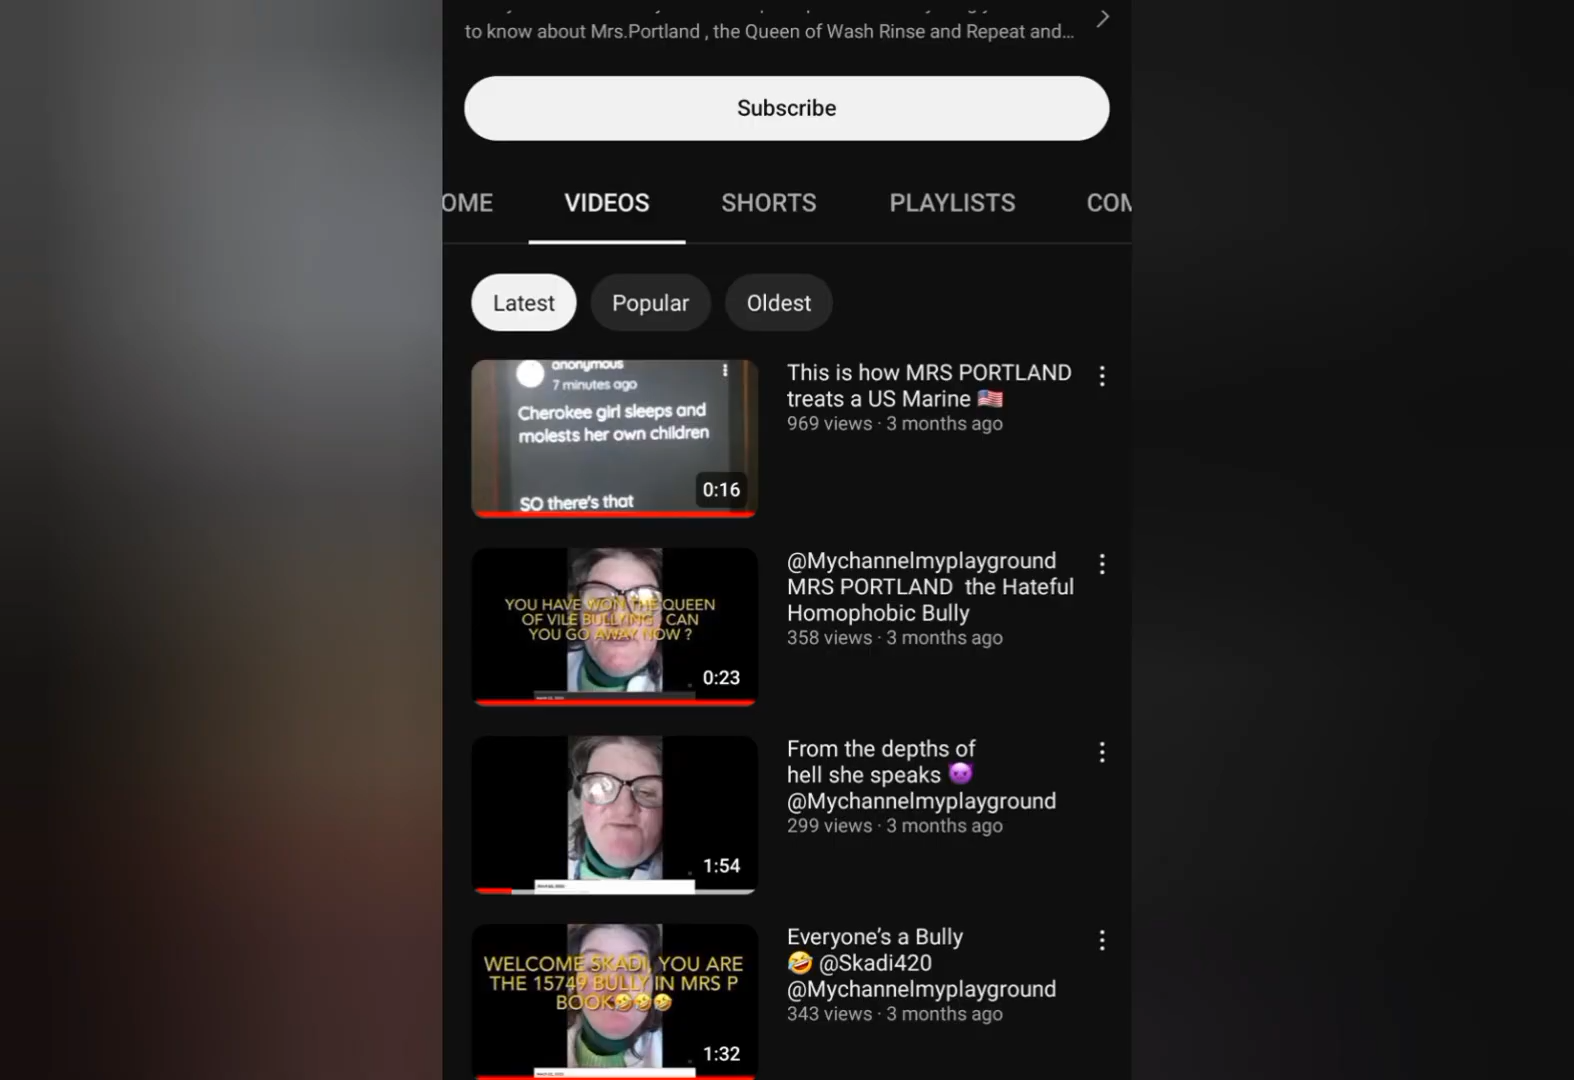 to know about Mrs.Portland , the Queen of Wash Rinse and Repeat and...
Subscribe
OME
VIDEOS
SHORTS
PLAYLISTS
COM
Latest
Popular
Oldest
anonymous
7 minutes ago
Cherokee girl sleeps and
molests her own children
SO there's that
0:16
This is how MRS PORTLAND
treats a US Marine 🇺🇸
969 views · 3 months ago
YOU HAVE WON THE QUEEN
OF VILE BULLYING CAN
YOU GO AWAY NOW ?
0:23
@Mychannelmyplayground
MRS PORTLAND the Hateful
Homophobic Bully
358 views · 3 months ago
1:54
From the depths of
hell she speaks 😈
@Mychannelmyplayground
299 views · 3 months ago
WELCOME SKADI, YOU ARE
THE 15749 BULLY IN MRS P
BOOK🤣🤣🤣
1:32
Everyone’s a Bully
🤣 @Skadi420
@Mychannelmyplayground
343 views · 3 months ago